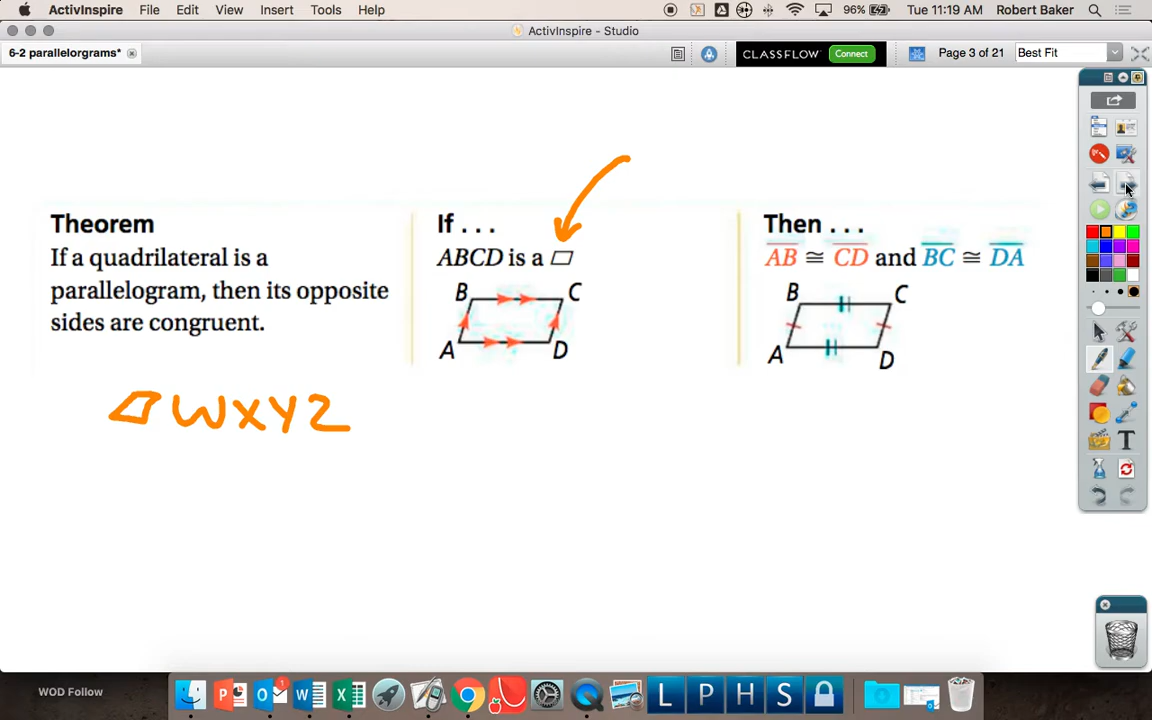 ActivInspire File Edit View Insert Tools Help 96% Tue 11:19 AM Robert Baker
ActivInspire - Studio
6-2 parallelorgrams* CLASSFLOW Connect Page 3 of 21 Best Fit
Theorem
If a quadrilateral is a
parallelogram, then its opposite
sides are congruent.
If . . .
ABCD is a ▱
B C
A D
Then . . .
AB ≅ CD and BC ≅ DA
B C
A D
▱ WXYZ
T
WOD Follow
P 1 W X L P H S